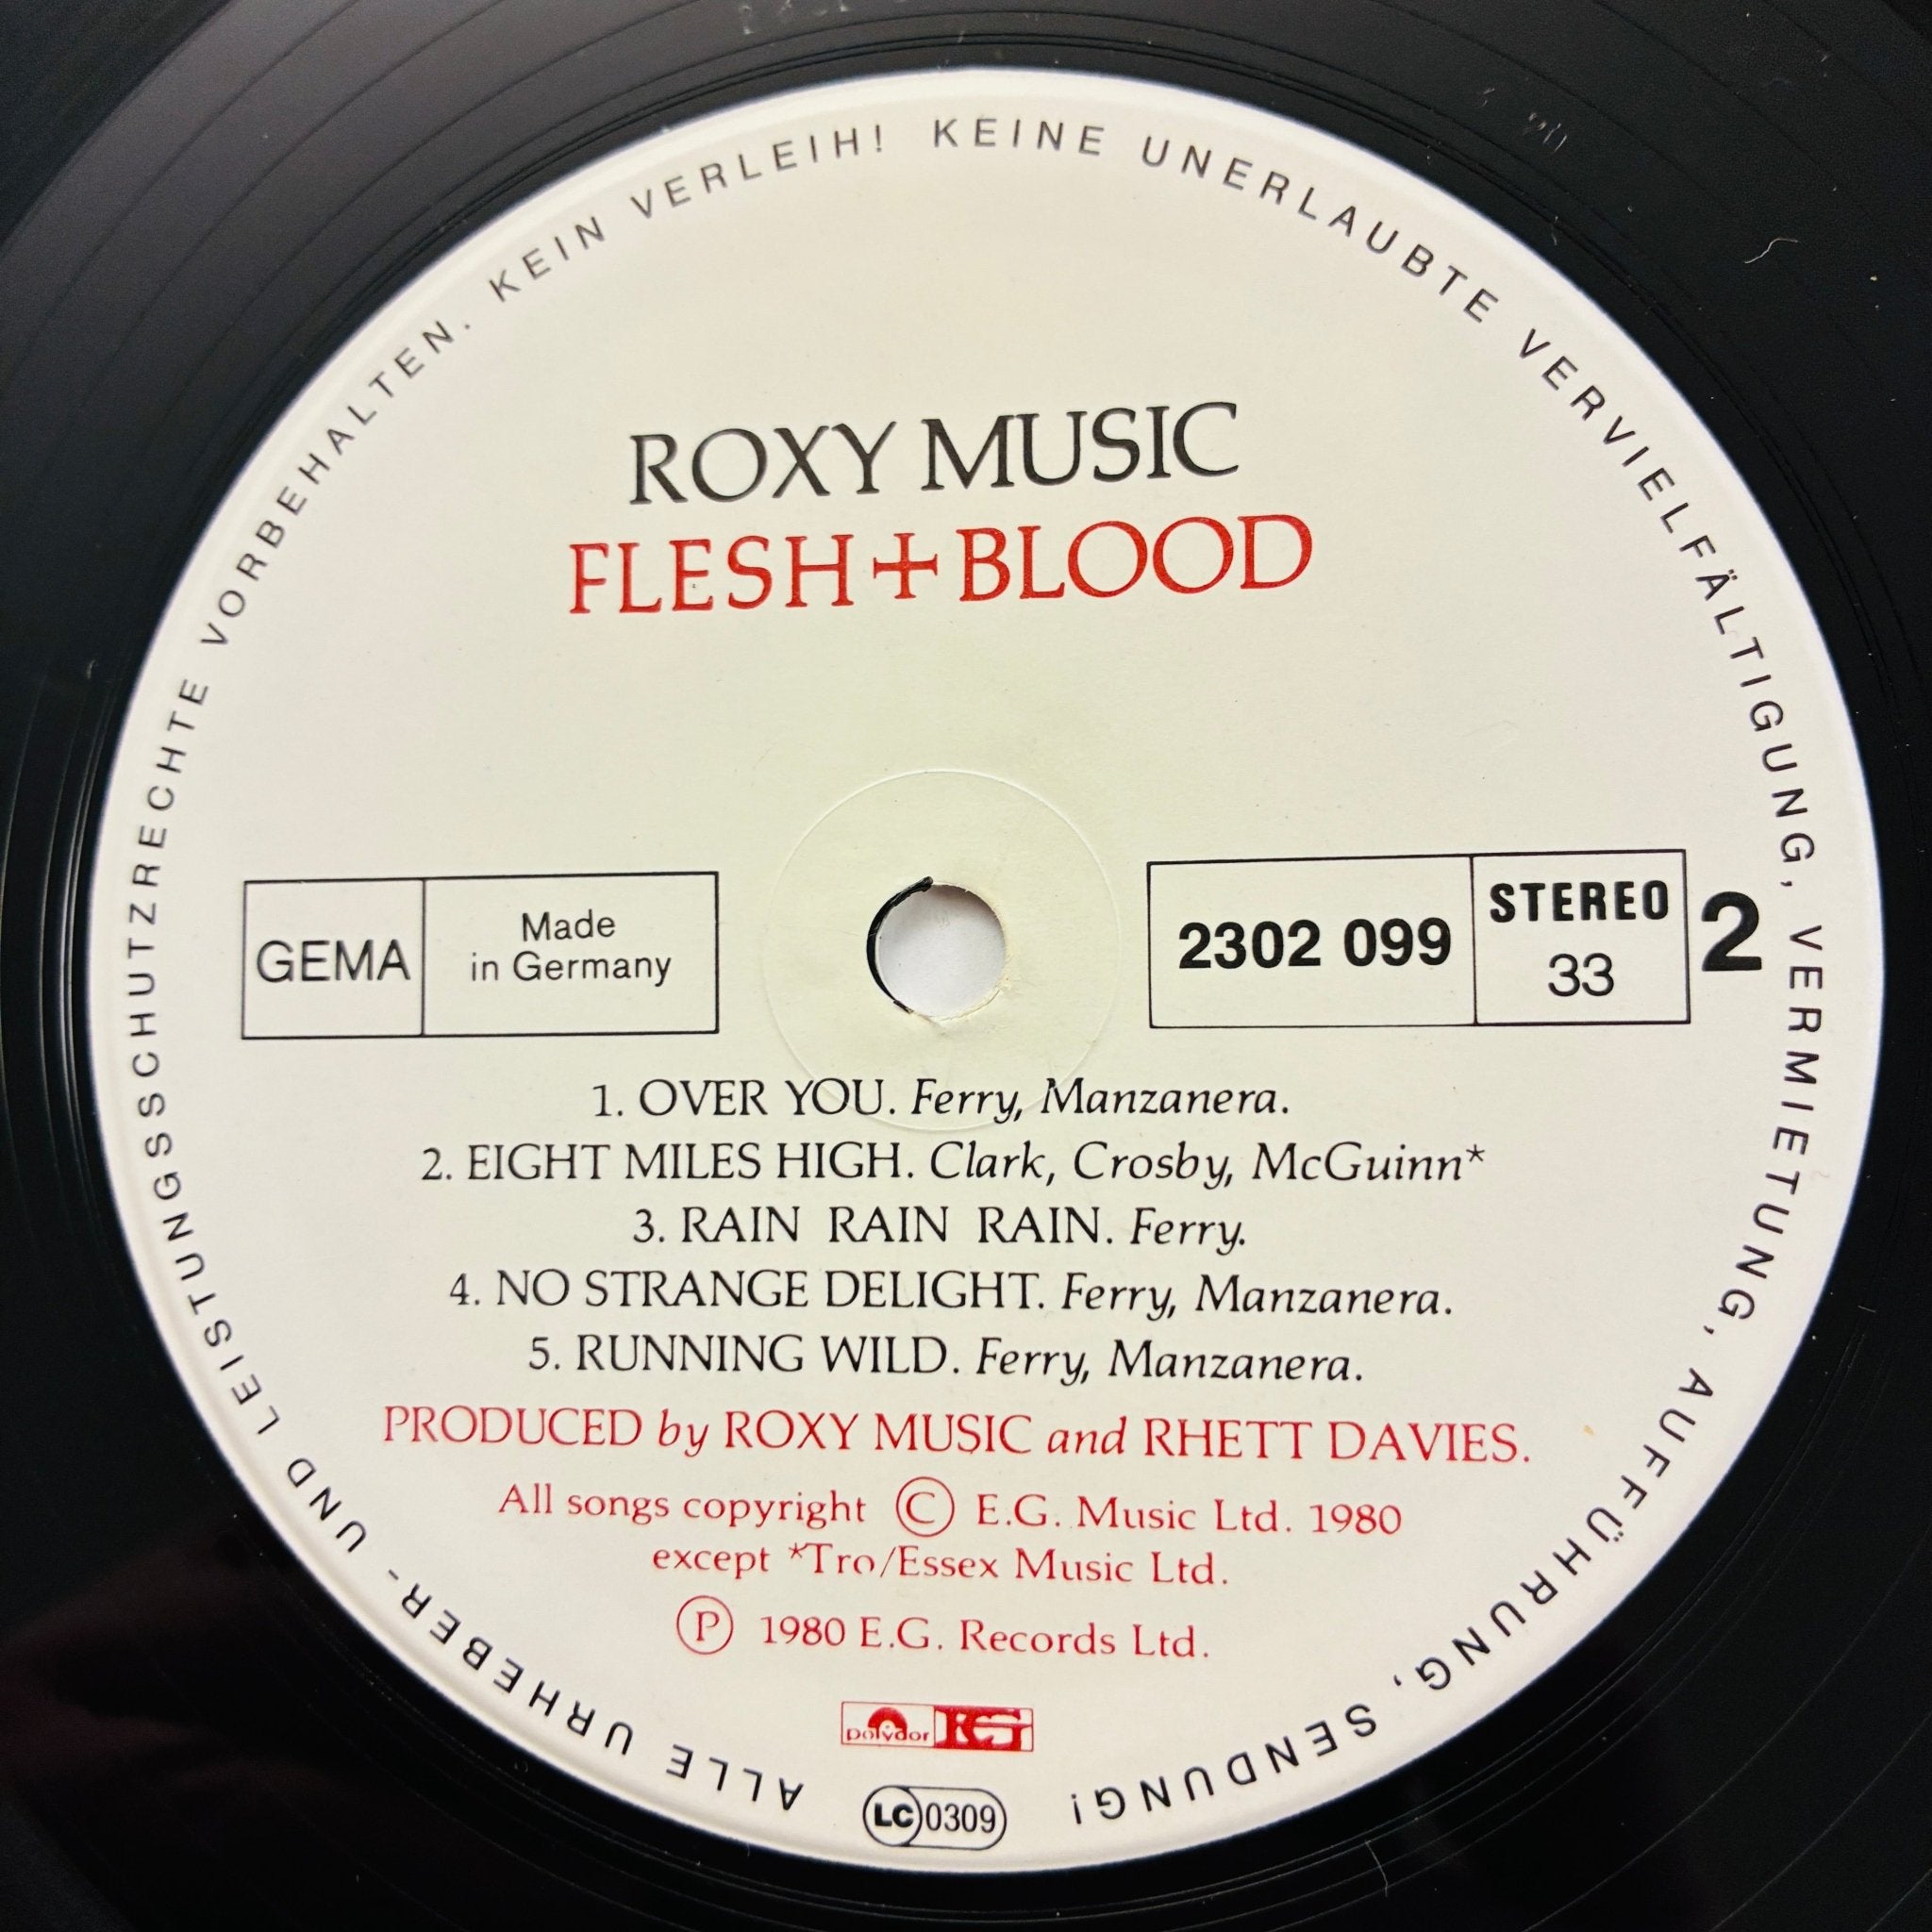 ALLE URHEBER- UND LEISTUNGSSCHUTZRECHTE VORBEHALTEN. KEIN VERLEIH! KEINE UNERLAUBTE VERVIELFÄLTIGUNG, VERMIETUNG, AUFFÜHRUNG, SENDUNG!
ROXY MUSIC
FLESH+BLOOD
GEMA
Made
in Germany
2302 099
STEREO
33
2
1. OVER YOU. Ferry, Manzanera.
2. EIGHT MILES HIGH. Clark, Crosby, McGuinn*
3. RAIN RAIN RAIN. Ferry.
4. NO STRANGE DELIGHT. Ferry, Manzanera.
5. RUNNING WILD. Ferry, Manzanera.
PRODUCED by ROXY MUSIC and RHETT DAVIES.
All songs copyright © E.G. Music Ltd. 1980
except *Tro/Essex Music Ltd.
℗ 1980 E.G. Records Ltd.
Polydor EG
LC 0309